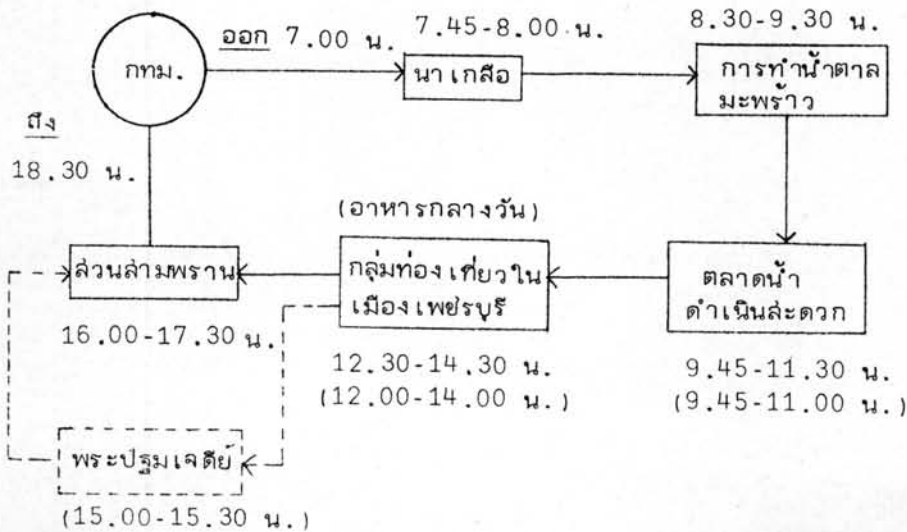 กทม.
ออก 7.00 น.
7.45-8.00 น.
นาเกลือ
8.30-9.30 น.
การทำน้ำตาล
มะพร้าว
ถึง
18.30 น.
(อาหารกลางวัน)
สวนสามพราน
16.00-17.30 น.
กลุ่มท่องเที่ยวใน
เมืองเพชรบุรี
12.30-14.30 น.
(12.00-14.00 น.)
ตลาดน้ำ
ดำเนินสะดวก
9.45-11.30 น.
(9.45-11.00 น.)
พระปฐมเจดีย์
(15.00-15.30 น.)